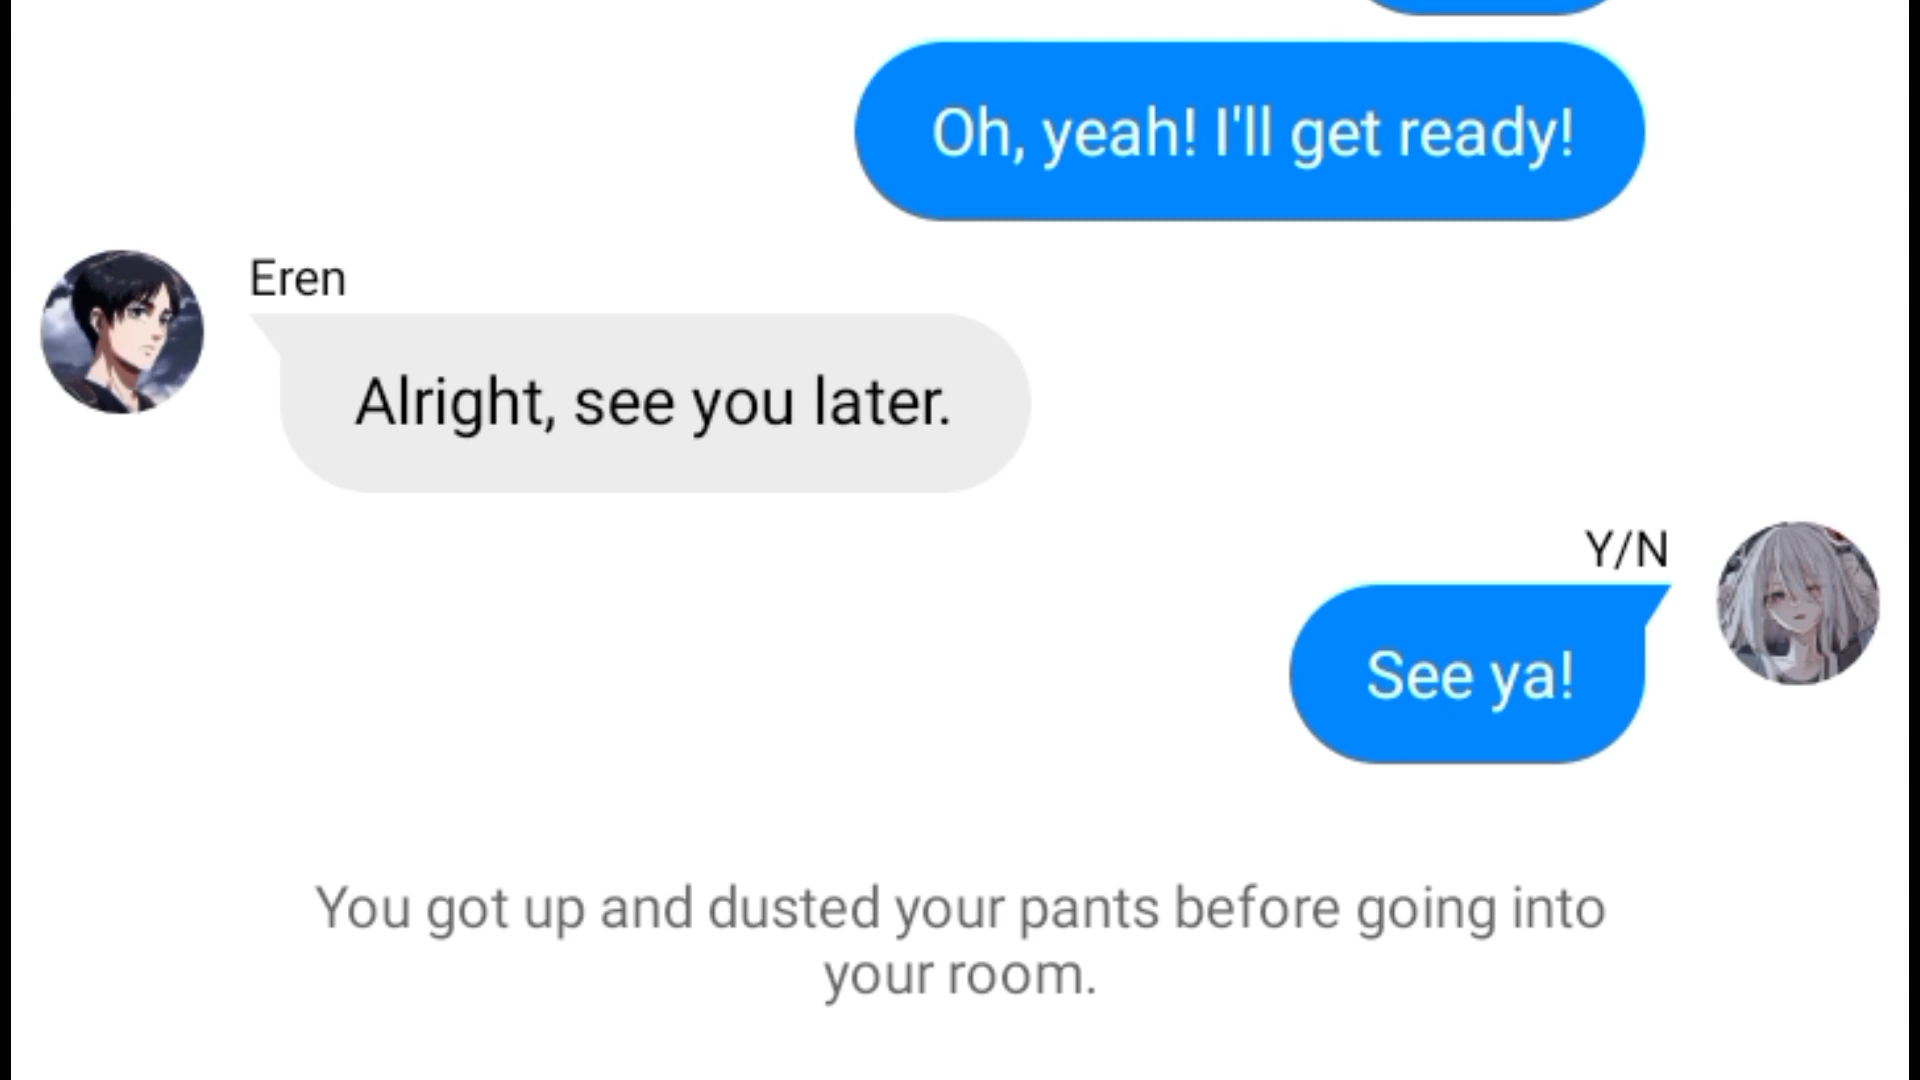 Oh, yeah! I'll get ready!
Eren
Alright, see you later.
Y/N
See ya!
You got up and dusted your pants before going into
your room.